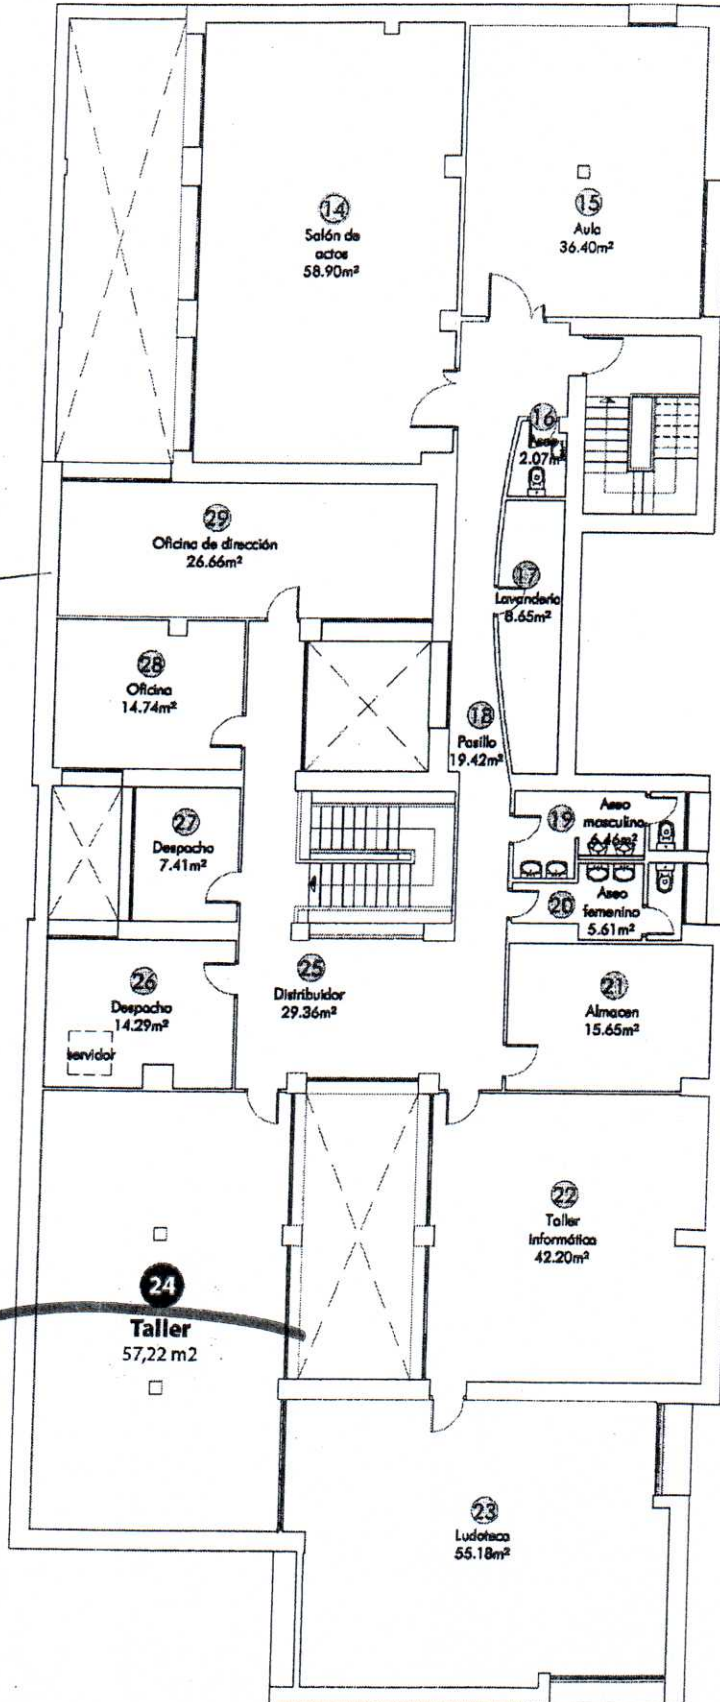 14
Salón de
actos
58.90m²
15
Aula
36.40m²
16
Aseo
2.07m²
29
Oficina de dirección
26.66m²
17
Lavandería
8.65m²
28
Oficina
14.74m²
18
Pasillo
19.42m²
27
Despacho
7.41m²
19
Aseo
masculino
6.46m²
20
Aseo
femenino
5.61m²
25
Distribuidor
29.36m²
26
Despacho
14.29m²
servidor
21
Almacen
15.65m²
22
Taller
informática
42.20m²
24
Taller
57,22 m2
23
Ludoteca
55.18m²